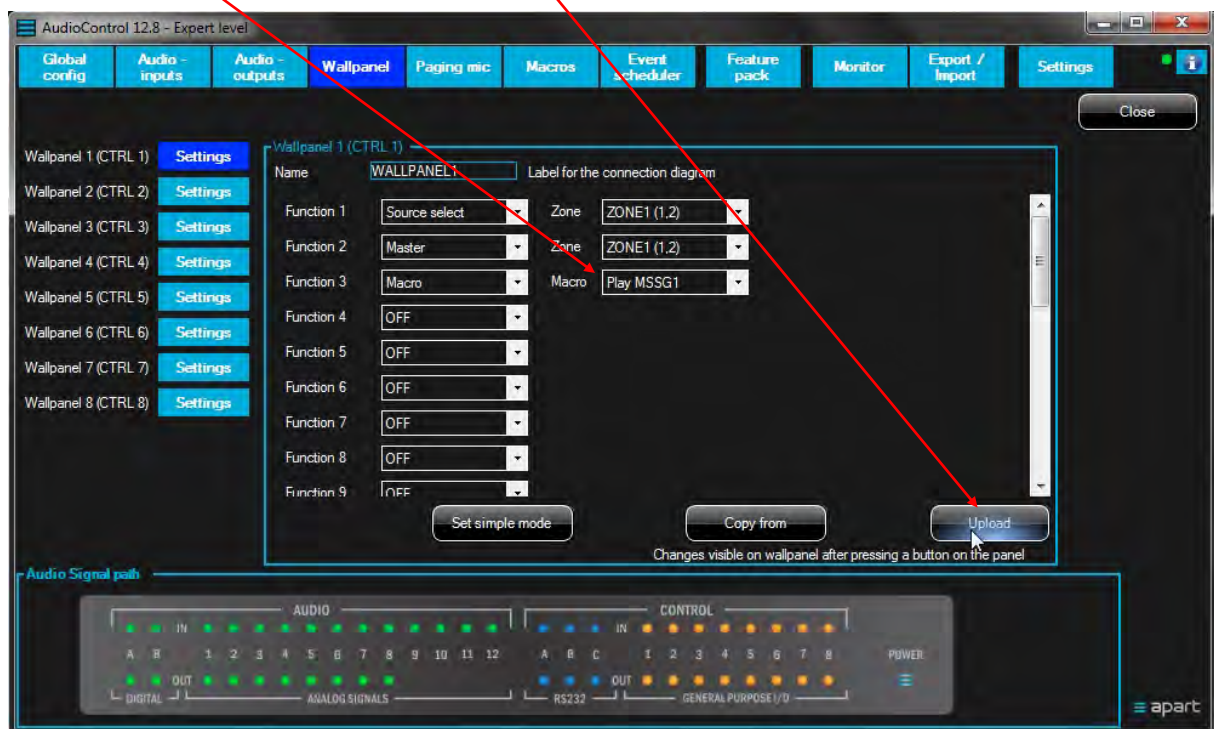 AudioControl 12.8 - Expert level
Global config
Audio - inputs
Audio - outputs
Wallpanel
Paging mic
Macros
Event scheduler
Feature pack
Monitor
Export / Import
Settings
i
Close
Wallpanel 1 (CTRL 1) Settings
Wallpanel 2 (CTRL 2) Settings
Wallpanel 3 (CTRL 3) Settings
Wallpanel 4 (CTRL 4) Settings
Wallpanel 5 (CTRL 5) Settings
Wallpanel 6 (CTRL 6) Settings
Wallpanel 7 (CTRL 7) Settings
Wallpanel 8 (CTRL 8) Settings
Wallpanel 1 (CTRL 1)
Name WALLPANEL1 Label for the connection diagram
Function 1 Source select Zone ZONE1 (1,2)
Function 2 Master Zone ZONE1 (1,2)
Function 3 Macro Macro Play MSSG1
Function 4 OFF
Function 5 OFF
Function 6 OFF
Function 7 OFF
Function 8 OFF
Function 9 OFF
Set simple mode Copy from Upload
Changes visible on wallpanel after pressing a button on the panel
Audio Signal path
AUDIO CONTROL
IN IN
A B 1 2 3 4 5 6 7 8 9 10 11 12 A B C 1 2 3 4 5 6 7 8 POWER
OUT OUT
DIGITAL ANALOG SIGNALS RS232 GENERAL PURPOSE I/O
apart